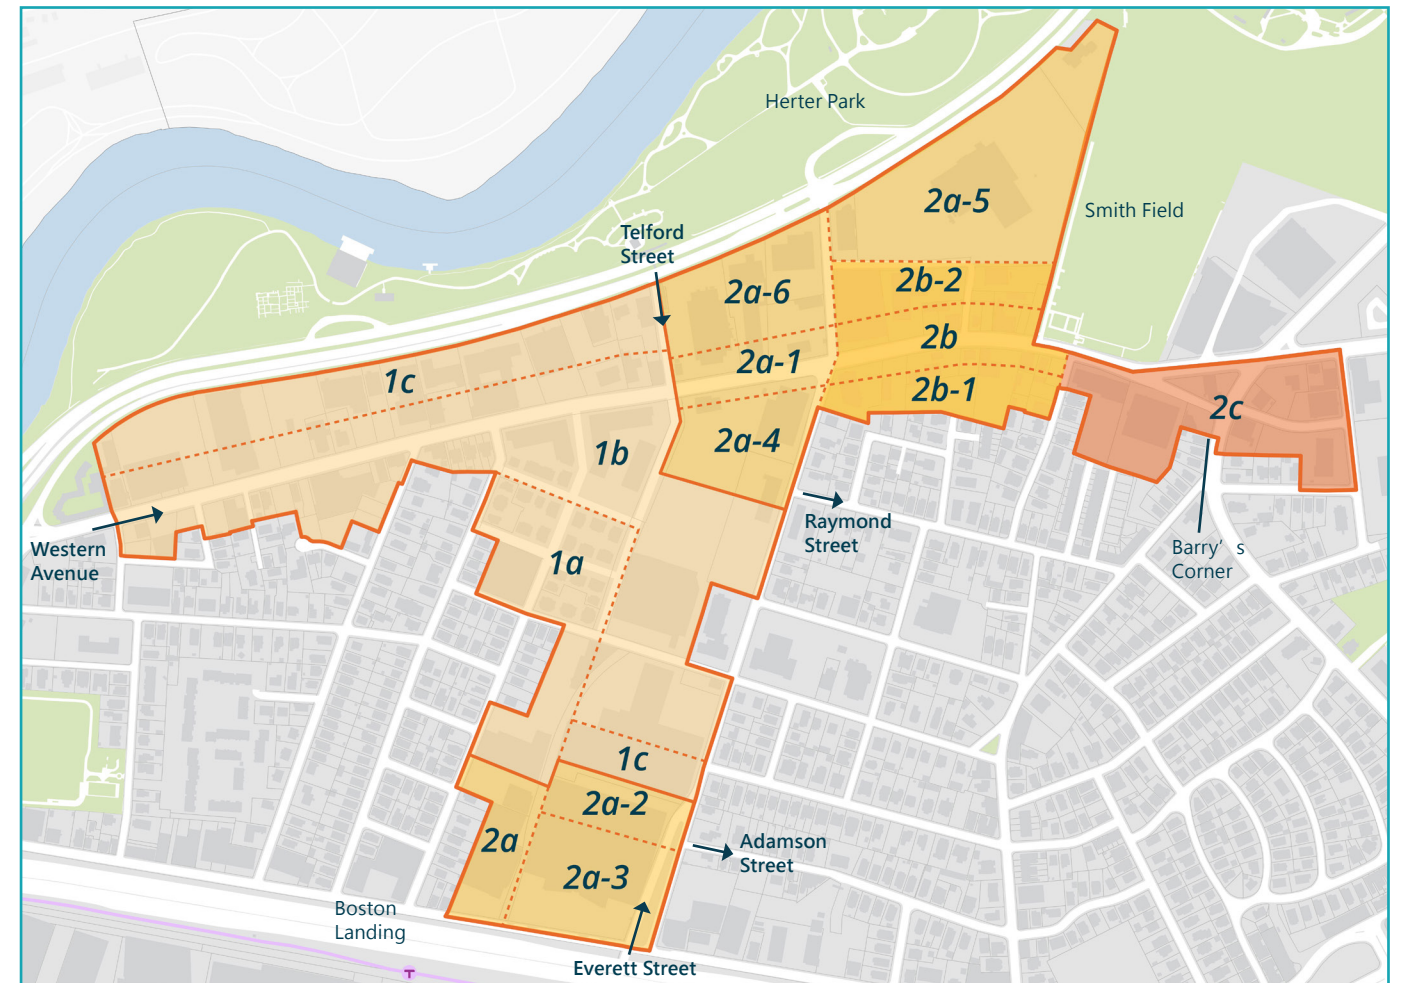 Herter Park
2a-5
Smith Field
Telford
Street
2a-6
2b-2
2b
2a-1
1c
2b-1
2c
2a-4
1b
Raymond
Street
Western
Avenue
Barry’ s
Corner
1a
1c
2a-2
2a
Adamson
Street
2a-3
Boston
Landing
Everett Street
T